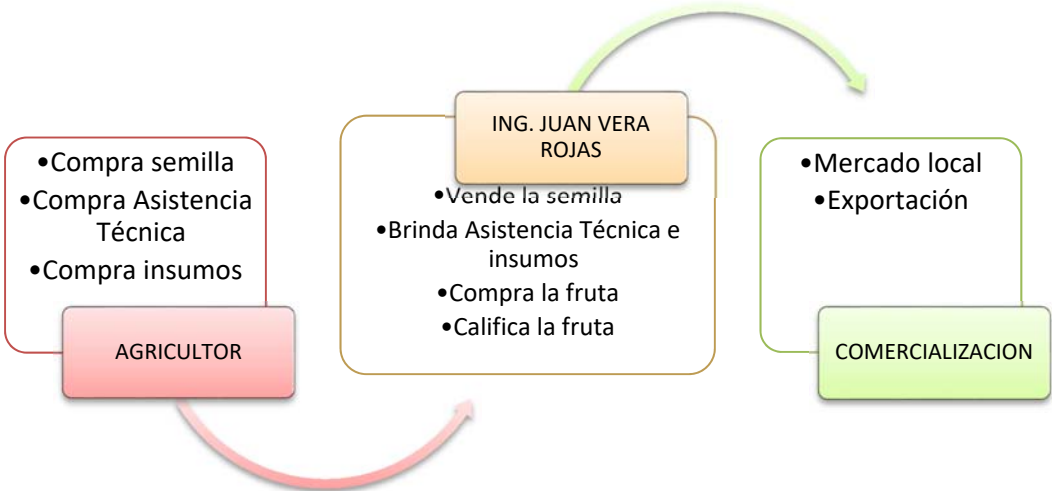 •Compra semilla
•Compra Asistencia
Técnica
•Compra insumos
AGRICULTOR
ING. JUAN VERA
ROJAS
•Vende la semilla
•Brinda Asistencia Técnica e
insumos
•Compra la fruta
•Califica la fruta
•Mercado local
•Exportación
COMERCIALIZACION